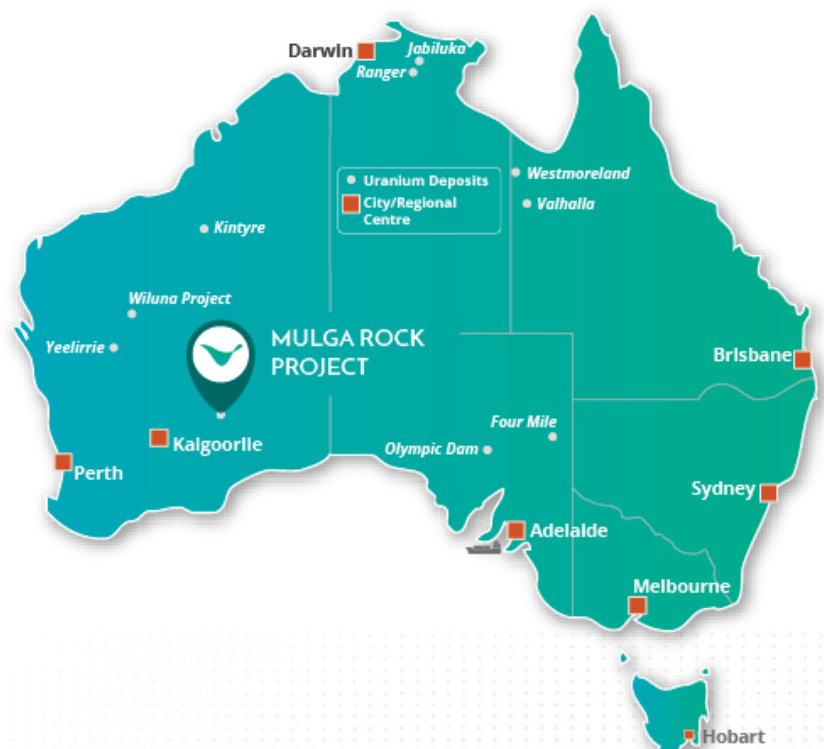 Darwin
Jabiluka
Ranger
Uranium Deposits
City/Regional
Centre
Westmoreland
Valhalla
Kintyre
Wiluna Project
Yeelirrie
MULGA ROCK
PROJECT
Brisbane
Kalgoorlie
Perth
Four Mile
Olympic Dam
Sydney
Adelaide
Melbourne
Hobart